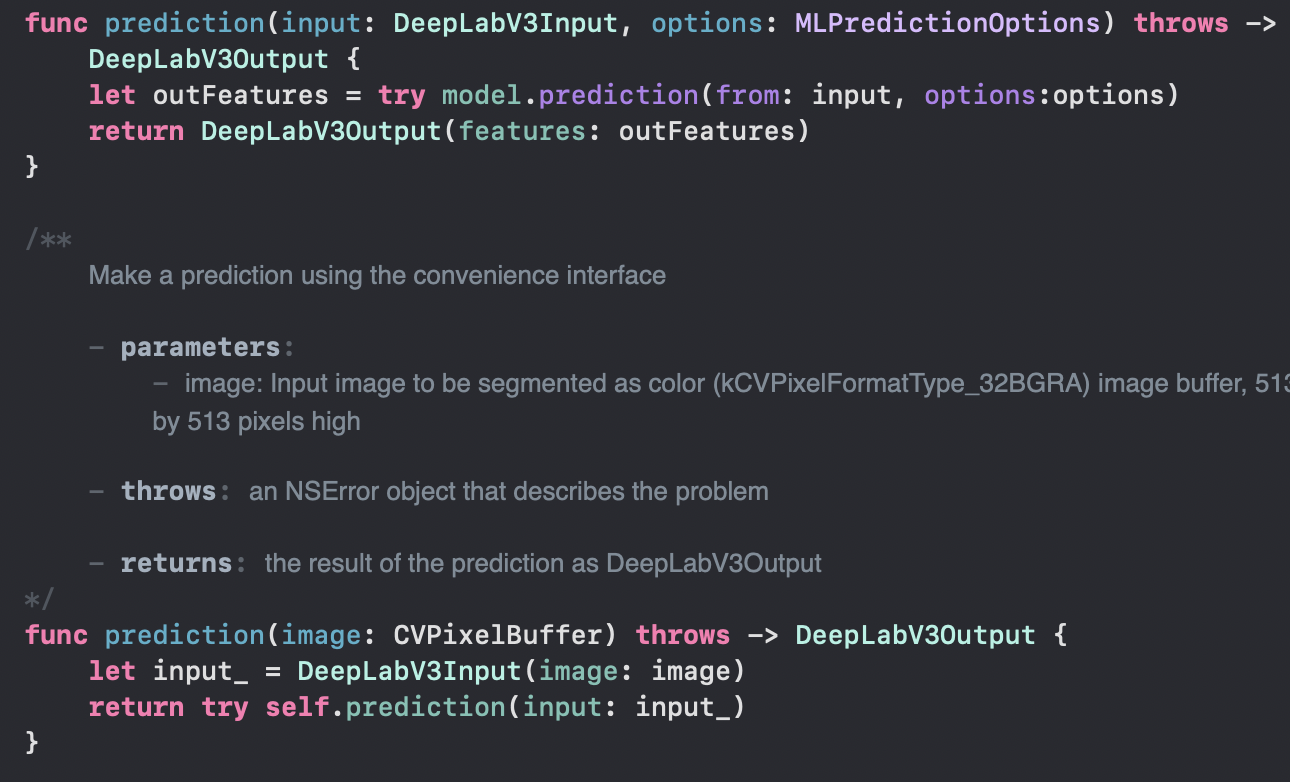 func prediction(input: DeepLabV3Input, options: MLPredictionOptions) throws ->
DeepLabV3Output {
let outFeatures = try model.prediction(from: input, options:options)
return DeepLabV3Output(features: outFeatures)
}
/**
Make a prediction using the convenience interface
- parameters:
- image: Input image to be segmented as color (kCVPixelFormatType_32BGRA) image buffer, 513
by 513 pixels high
- throws: an NSError object that describes the problem
- returns: the result of the prediction as DeepLabV3Output
*/
func prediction(image: CVPixelBuffer) throws -> DeepLabV3Output {
let input_ = DeepLabV3Input(image: image)
return try self.prediction(input: input_)
}